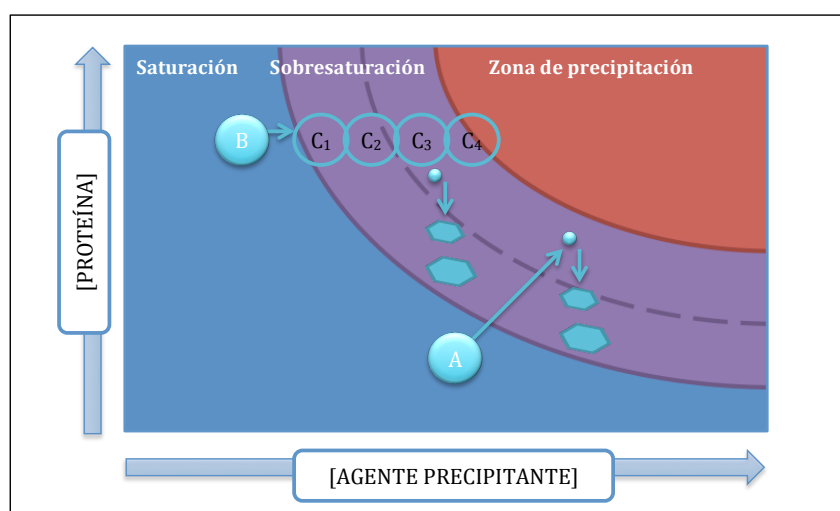 Saturación
Sobresaturación
Zona de precipitación
[PROTEÍNA]
B
C₁
C₂
C₃
C₄
A
[AGENTE PRECIPITANTE]